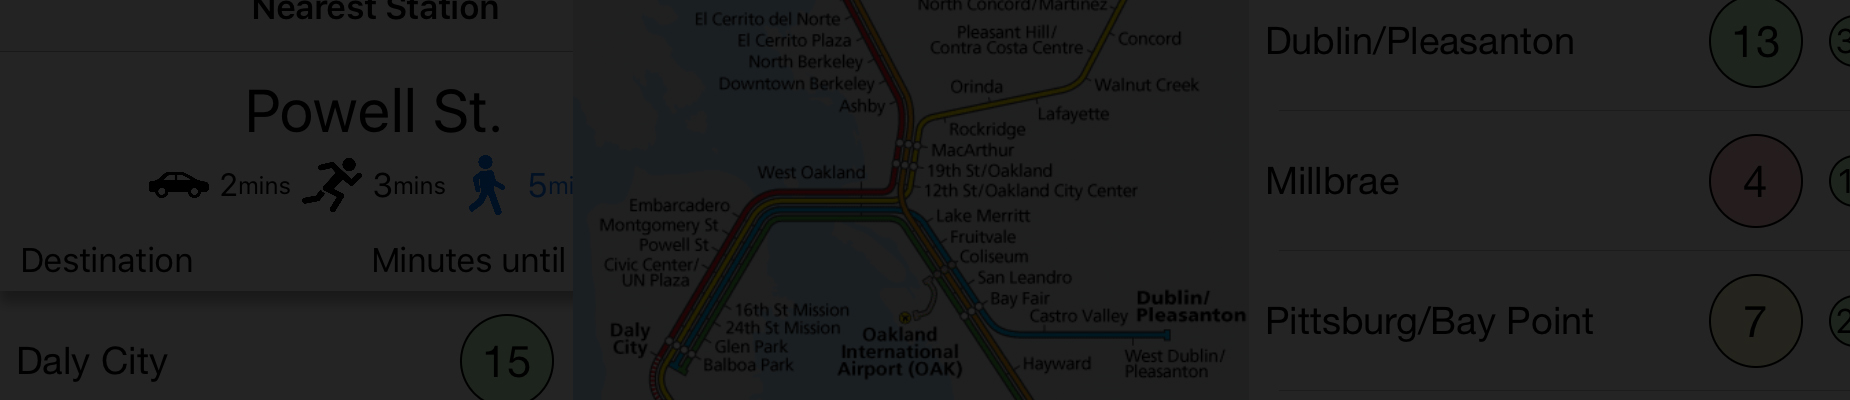 Nearest Station
Powell St.
2mins
3mins
5mi
Destination
Minutes until
Daly City
15
El Cerrito del Norte
El Cerrito Plaza
North Berkeley
Downtown Berkeley
Ashby
North Concord/Martinez
Pleasant Hill/
Contra Costa Centre
Concord
Walnut Creek
Orinda
Lafayette
Rockridge
MacArthur
19th St/Oakland
12th St/Oakland City Center
West Oakland
Embarcadero
Montgomery St
Powell St
Civic Center/
UN Plaza
Lake Merritt
Fruitvale
Coliseum
San Leandro
Bay Fair
Castro Valley
Dublin/
Pleasanton
16th St Mission
24th St Mission
Glen Park
Balboa Park
Daly
City
Oakland
International
Airport (OAK)
Hayward
West Dublin/
Pleasanton
Dublin/Pleasanton
13
3
Millbrae
4
1
Pittsburg/Bay Point
7
2